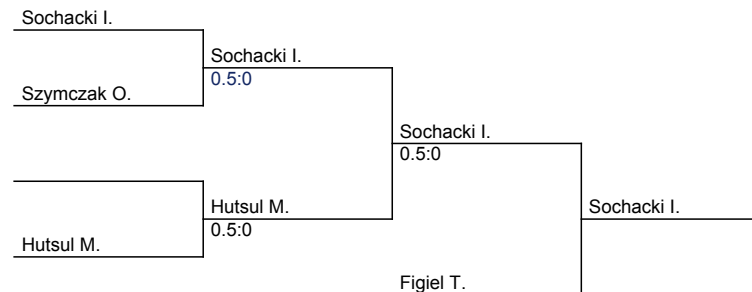 Sochacki I.
Sochacki I.
0.5:0
Szymczak O.
Sochacki I.
0.5:0
Hutsul M.
0.5:0
Sochacki I.
Hutsul M.
Figiel T.